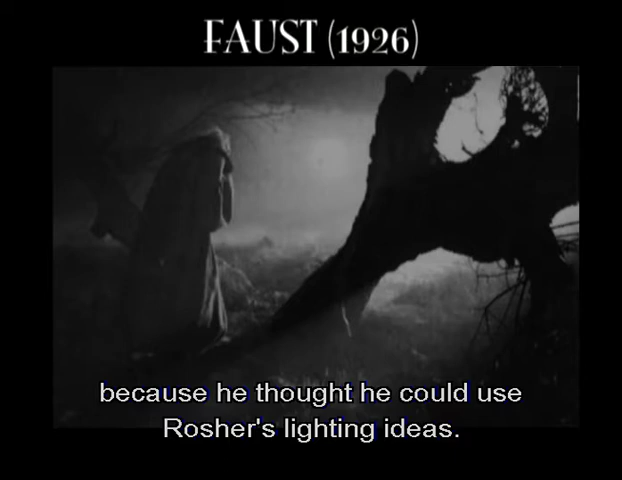 FAUST (1926)
because he thought he could use
Rosher's lighting ideas.